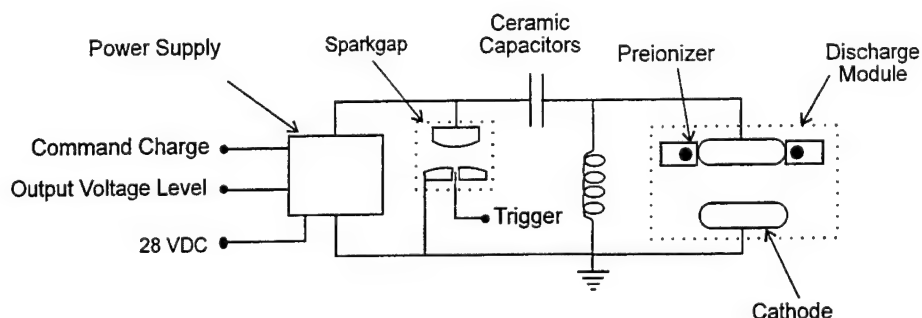 Ceramic
Capacitors
Power Supply
Sparkgap
Preionizer
Discharge
Module
Command Charge
Output Voltage Level
Trigger
28 VDC
Cathode